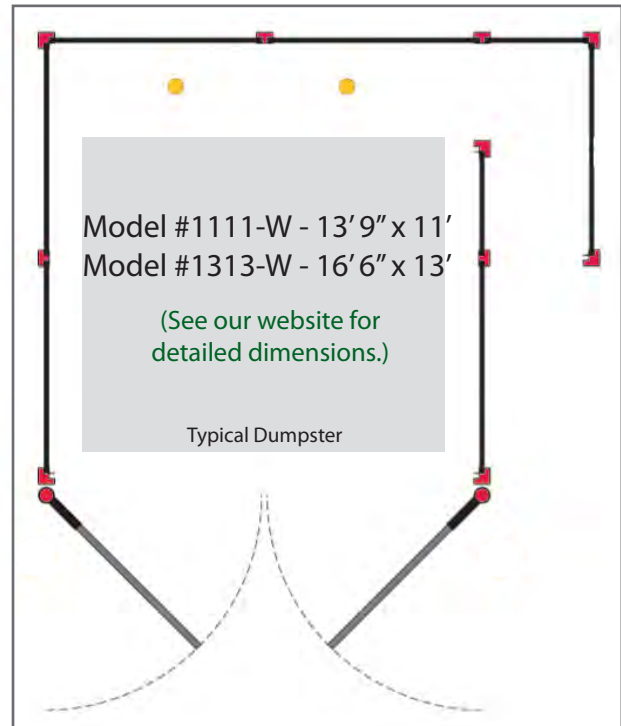 Model #1111-W - 13’ 9” x 11’
Model #1313-W - 16’ 6” x 13’
(See our website for
detailed dimensions.)
Typical Dumpster